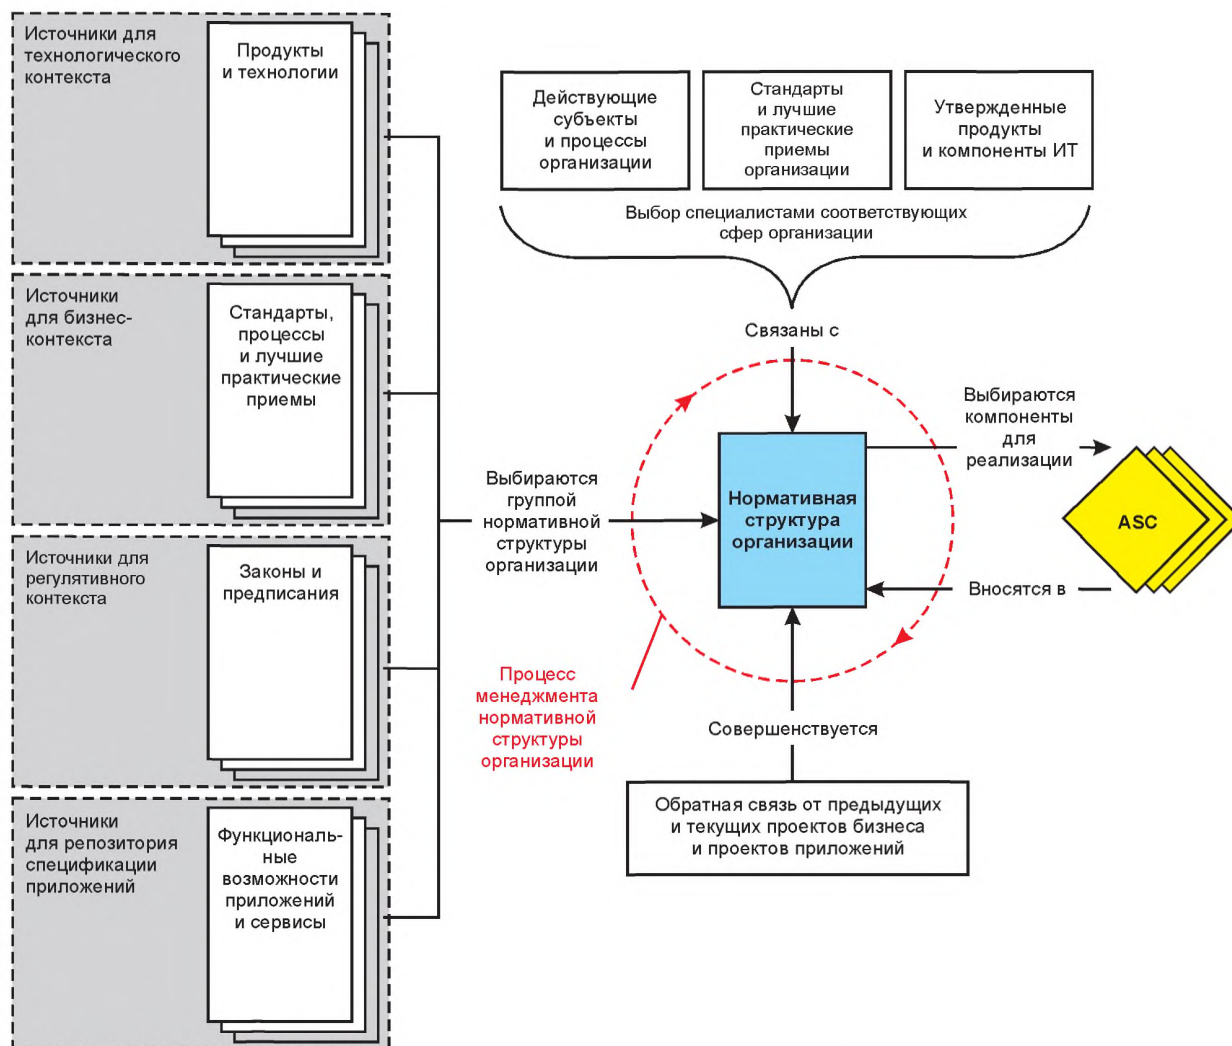 Источники для
технологического
контекста
Продукты
и технологии
Источники
для бизнес-
контекста
Стандарты,
процессы
и лучшие
практические
приемы
Источники для
регулятивного
контекста
Законы и
предписания
Источники
для репозитория
спецификации
приложений
Функциональ-
ные
возможности
приложений
и сервисы
Выбираются
группой
нормативной
структуры
организации
Действующие
субъекты
и процессы
организации
Стандарты
и лучшие
практические
приемы
организации
Утвержденные
продукты
и компоненты ИТ
Выбор специалистами соответствующих
сфер организации
Связаны с
Нормативная
структура
организации
Выбираются
компоненты
для
реализации
ASC
Вносятся в
Процесс
менеджмента
нормативной
структуры
организации
Совершенствуется
Обратная связь от предыдущих
и текущих проектов бизнеса
и проектов приложений